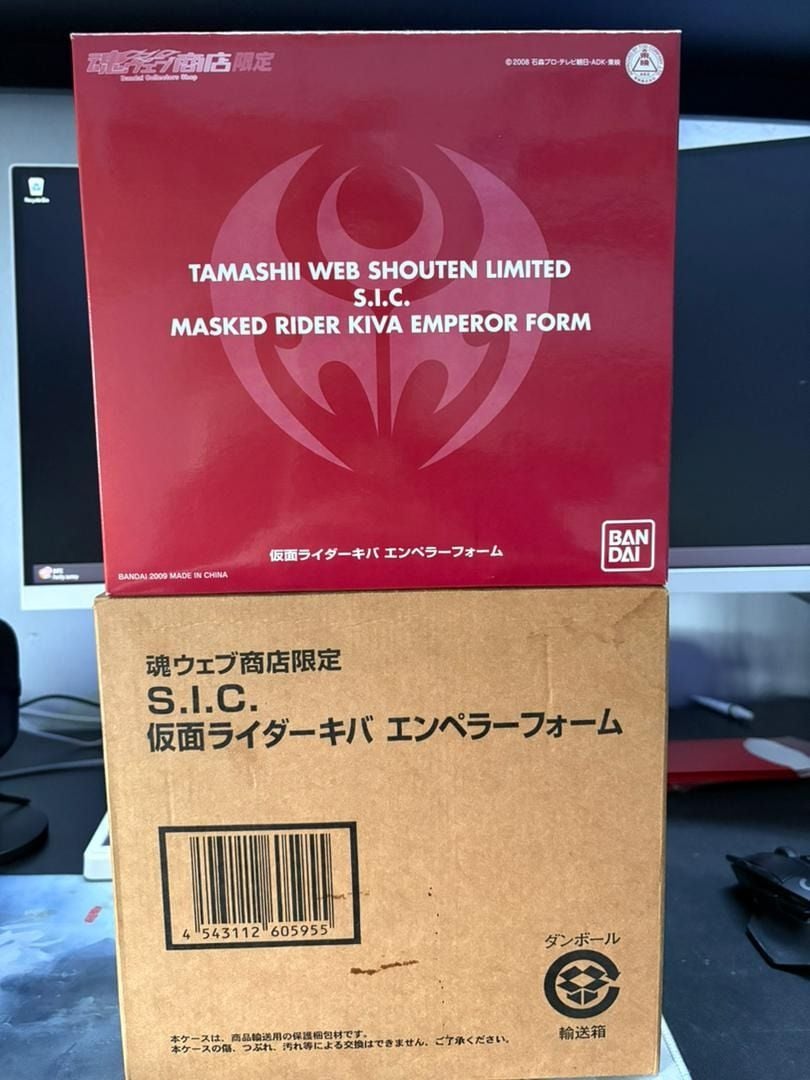 魂ウェブ商店限定
Bandai Collectors Shop
©2008 石森プロ・テレビ朝日・ADK・東映
TAMASHII WEB SHOUTEN LIMITED
S.I.C.
MASKED RIDER KIVA EMPEROR FORM
仮面ライダーキバ エンペラーフォーム
BANDAI 2009 MADE IN CHINA
BAN
DAI
魂ウェブ商店限定
S.I.C.
仮面ライダーキバ エンペラーフォーム
4 543112 605955
ダンボール
輸送箱
本ケースは、商品輸送用の保護梱包材です。
本ケースの傷、つぶれ、汚れ等による交換はできません。ご了承ください。